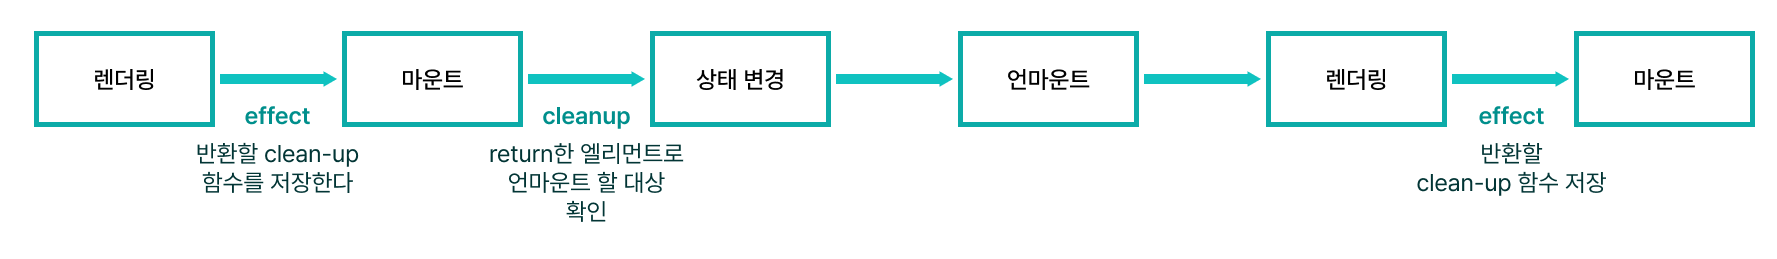 렌더링
effect
반환할 clean-up
함수를 저장한다
마운트
cleanup
return한 엘리먼트로
언마운트 할 대상
확인
상태 변경
언마운트
렌더링
effect
반환할
clean-up 함수 저장
마운트